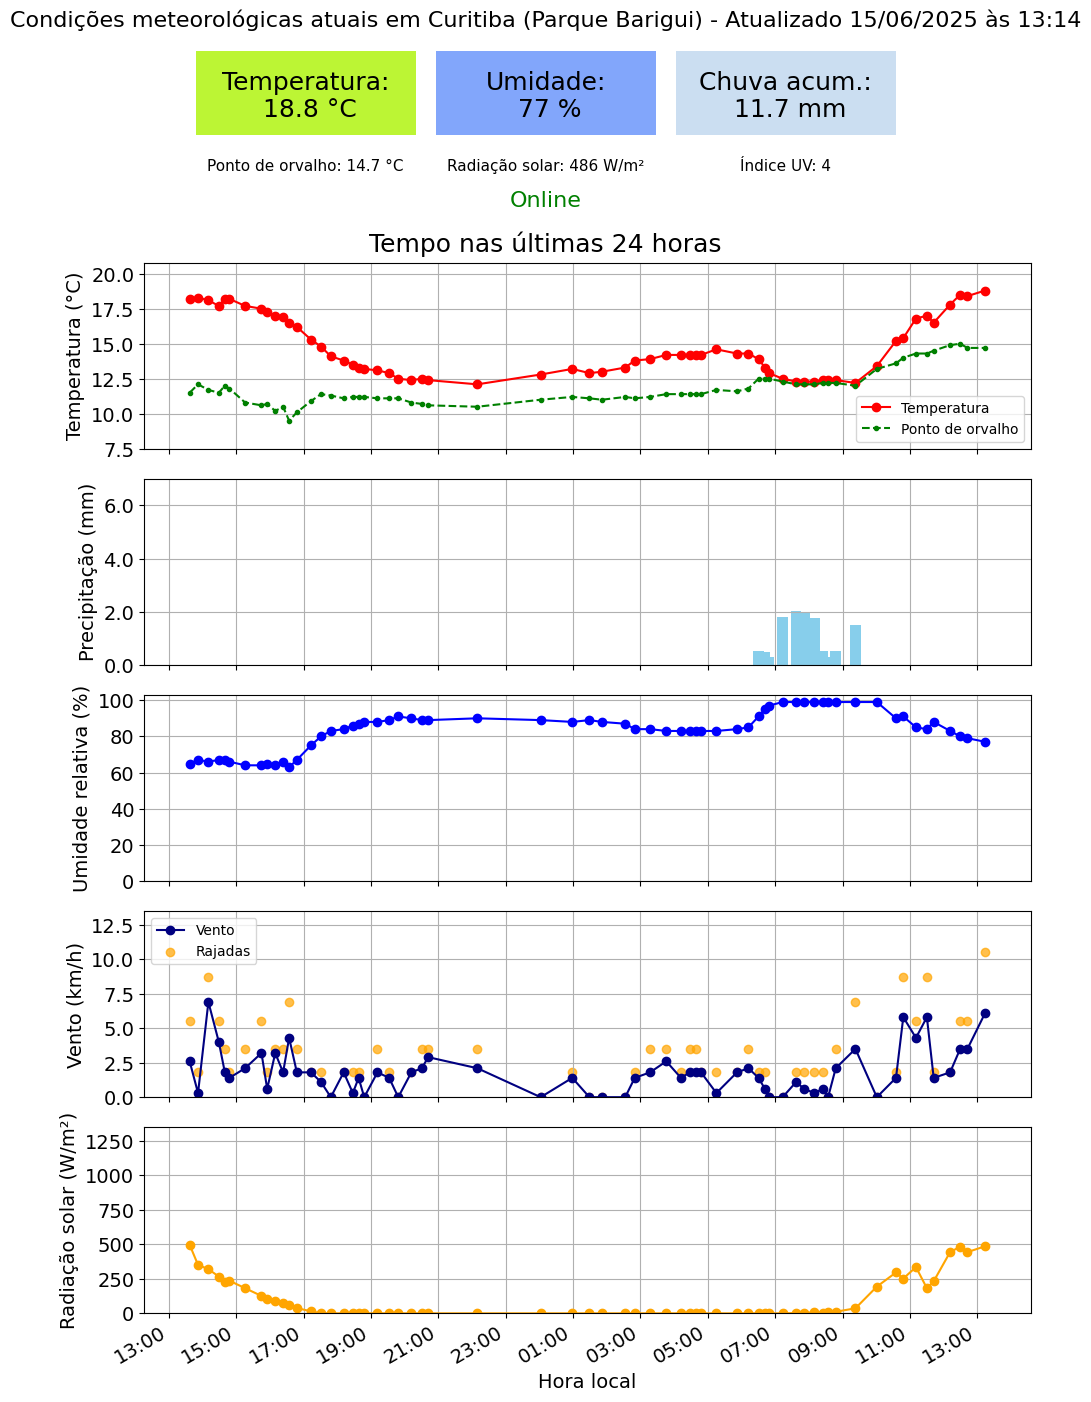 Condições meteorológicas atuais em Curitiba (Parque Barigui) - Atualizado 15/06/2025 às 13:14
Temperatura:
18.8 °C
Umidade:
77 %
Chuva acum.:
11.7 mm
Ponto de orvalho: 14.7 °C
Radiação solar: 486 W/m²
Índice UV: 4
Online
Tempo nas últimas 24 horas
Temperatura (°C)
20.0
17.5
15.0
12.5
10.0
7.5
Temperatura
Ponto de orvalho
Precipitação (mm)
6.0
4.0
2.0
0.0
Umidade relativa (%)
100
80
60
40
20
0
Vento (km/h)
12.5
10.0
7.5
5.0
2.5
0.0
Vento
Rajadas
Radiação solar (W/m²)
1250
1000
750
500
250
0
13:00
15:00
17:00
19:00
21:00
23:00
01:00
03:00
05:00
07:00
09:00
11:00
13:00
Hora local